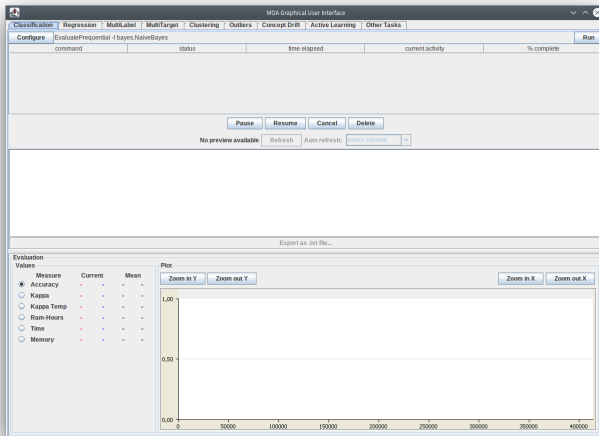 MOA Graphical User Interface
Classification Regression MultiLabel MultiTarget Clustering Outliers Concept Drift Active Learning Other Tasks
Configure EvaluatePrequential -l bayes.NaiveBayes Run
command status time elapsed current activity % complete
Pause Resume Cancel Delete
No preview available Refresh Auto refresh: every second
Export as .txt file...
Evaluation
Values
Measure Current Mean
Accuracy - - - -
Kappa - - - -
Kappa Temp - - - -
Ram-Hours - - - -
Time - - - -
Memory - - - -
Plot
Zoom in Y Zoom out Y Zoom in X Zoom out X
1,00
0,50
0,00
0 50000 100000 150000 200000 250000 300000 350000 400000